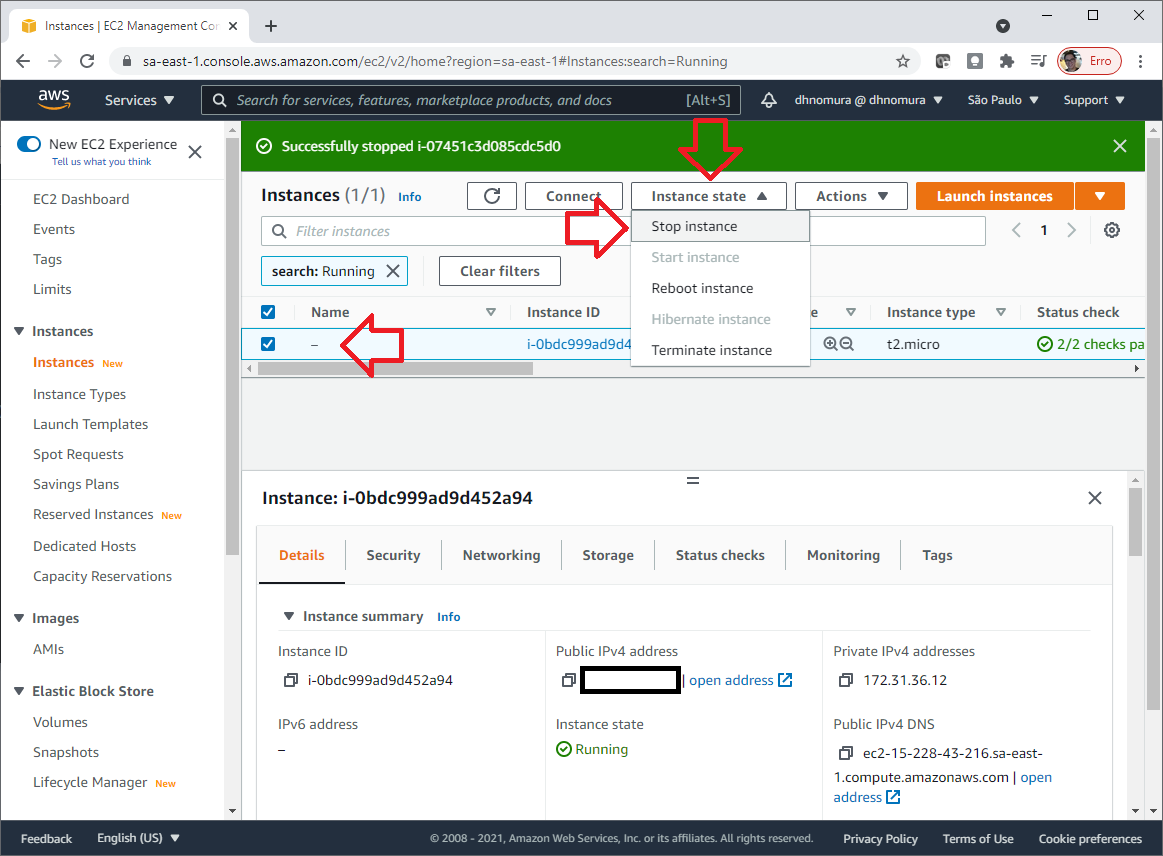 Instances | EC2 Management Con
sa-east-1.console.aws.amazon.com/ec2/v2/home?region=sa-east-1#Instances:search=Running
Erro
aws
Services
Search for services, features, marketplace products, and docs
[Alt+S]
dhnomura @ dhnomura
São Paulo
Support
New EC2 Experience
Tell us what you think
EC2 Dashboard
Events
Tags
Limits
Instances
Instances New
Instance Types
Launch Templates
Spot Requests
Savings Plans
Reserved Instances New
Dedicated Hosts
Capacity Reservations
Images
AMIs
Elastic Block Store
Volumes
Snapshots
Lifecycle Manager New
Successfully stopped i-07451c3d085cdc5d0
Instances (1/1) Info
Connect
Instance state
Actions
Launch instances
Stop instance
Start instance
Reboot instance
Hibernate instance
Terminate instance
Filter instances
1
search: Running
Clear filters
Name
Instance ID
e
Instance type
Status check
–
i-0bdc999ad9d4
t2.micro
2/2 checks pa
Instance: i-0bdc999ad9d452a94
Details
Security
Networking
Storage
Status checks
Monitoring
Tags
Instance summary Info
Instance ID
i-0bdc999ad9d452a94
Public IPv4 address
| open address
Private IPv4 addresses
172.31.36.12
IPv6 address
–
Instance state
Running
Public IPv4 DNS
ec2-15-228-43-216.sa-east-
1.compute.amazonaws.com | open
address
Feedback
English (US)
© 2008 - 2021, Amazon Web Services, Inc. or its affiliates. All rights reserved.
Privacy Policy
Terms of Use
Cookie preferences